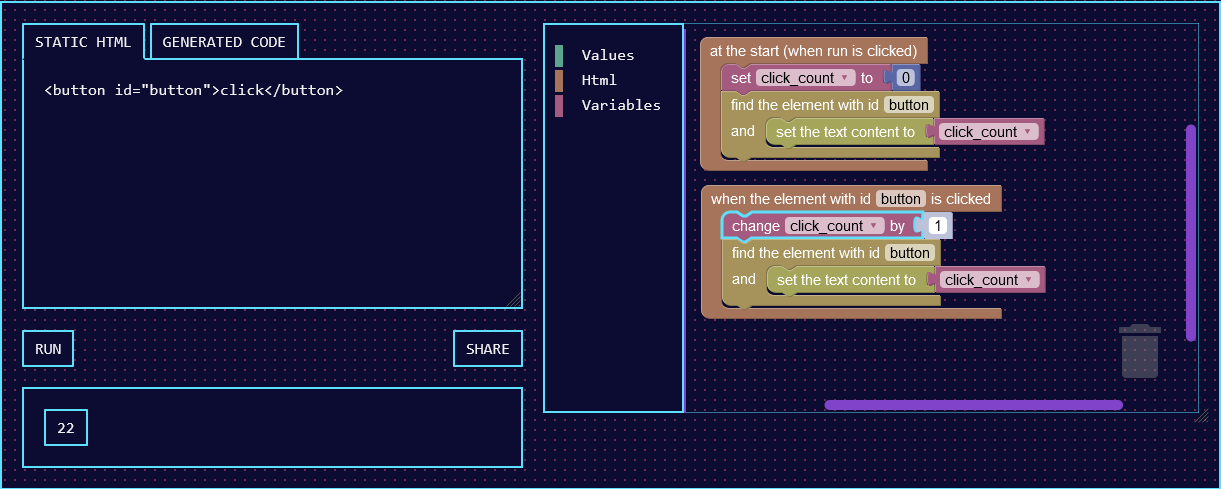 STATIC HTML
GENERATED CODE
<button id="button">click</button>
RUN
SHARE
22
Values
Html
Variables
at the start (when run is clicked)
set click_count to 0
find the element with id button
and set the text content to click_count
when the element with id button is clicked
change click_count by 1
find the element with id button
and set the text content to click_count